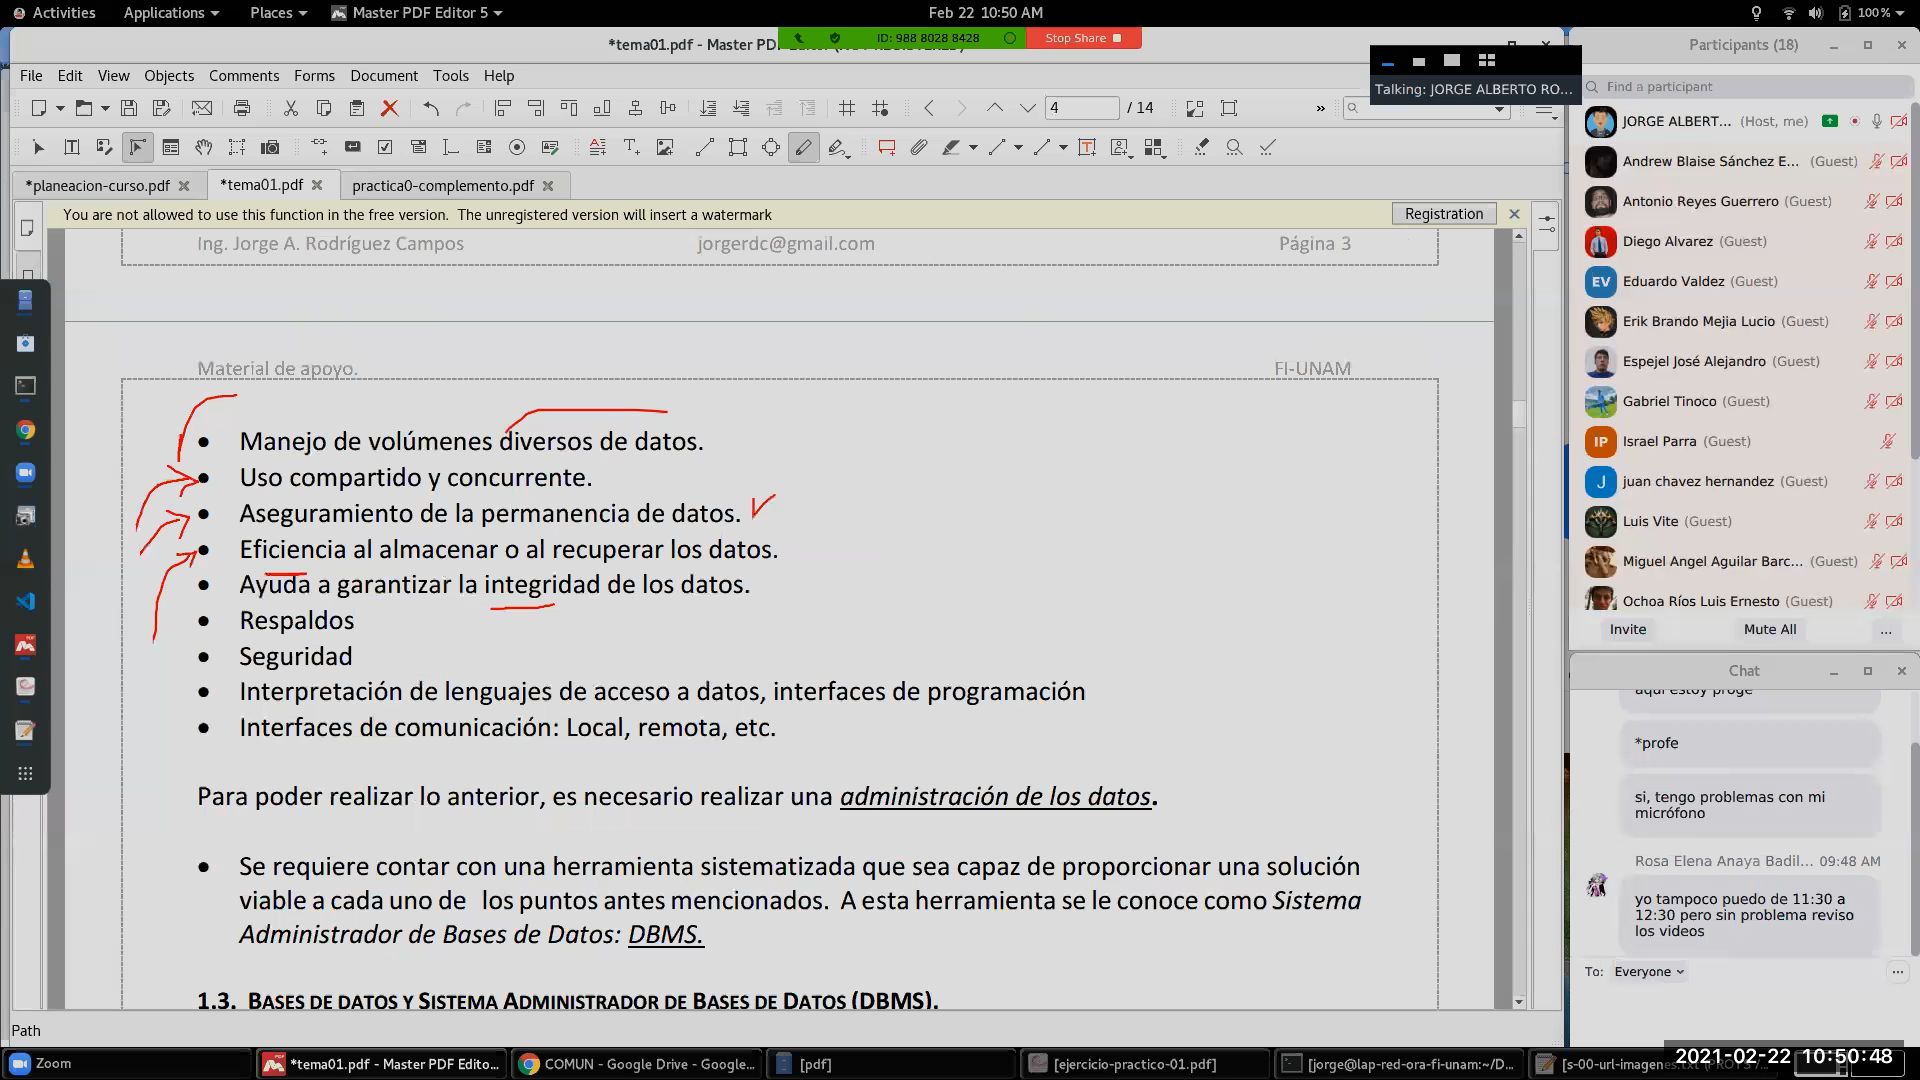 Activities Applications Places Master PDF Editor 5 Feb 22 10:50 AM 100%
*tema01.pdf - Master PD
ID: 988 8028 8428 Stop Share
Talking: JORGE ALBERTO RO...
File Edit View Objects Comments Forms Document Tools Help
4 / 14
*planeacion-curso.pdf *tema01.pdf practica0-complemento.pdf
You are not allowed to use this function in the free version. The unregistered version will insert a watermark Registration
Ing. Jorge A. Rodríguez Campos jorgerdc@gmail.com Página 3
Material de apoyo. FI-UNAM
• Manejo de volúmenes diversos de datos.
• Uso compartido y concurrente.
• Aseguramiento de la permanencia de datos.
• Eficiencia al almacenar o al recuperar los datos.
• Ayuda a garantizar la integridad de los datos.
• Respaldos
• Seguridad
• Interpretación de lenguajes de acceso a datos, interfaces de programación
• Interfaces de comunicación: Local, remota, etc.
Para poder realizar lo anterior, es necesario realizar una administración de los datos.
• Se requiere contar con una herramienta sistematizada que sea capaz de proporcionar una solución
viable a cada uno de los puntos antes mencionados. A esta herramienta se le conoce como Sistema
Administrador de Bases de Datos: DBMS.
1.3. BASES DE DATOS Y SISTEMA ADMINISTRADOR DE BASES DE DATOS (DBMS).
Path
Participants (18)
Find a participant
JORGE ALBERT... (Host, me)
Andrew Blaise Sánchez E... (Guest)
Antonio Reyes Guerrero (Guest)
Diego Alvarez (Guest)
EV Eduardo Valdez (Guest)
Erik Brando Mejia Lucio (Guest)
Espejel José Alejandro (Guest)
Gabriel Tinoco (Guest)
IP Israel Parra (Guest)
J juan chavez hernandez (Guest)
Luis Vite (Guest)
Miguel Angel Aguilar Barc... (Guest)
Ochoa Ríos Luis Ernesto (Guest)
Invite Mute All ...
Chat
aqui estoy proge
*profe
si, tengo problemas con mi
micrófono
Rosa Elena Anaya Badil... 09:48 AM
yo tampoco puedo de 11:30 a
12:30 pero sin problema reviso
los videos
To: Everyone
Zoom *tema01.pdf - Master PDF Edito... COMUN - Google Drive - Google... [pdf] [ejercicio-practico-01.pdf] [jorge@lap-red-ora-fi-unam:~/D... [s-00-url-imagenes.txt
2021-02-22 10:50:48